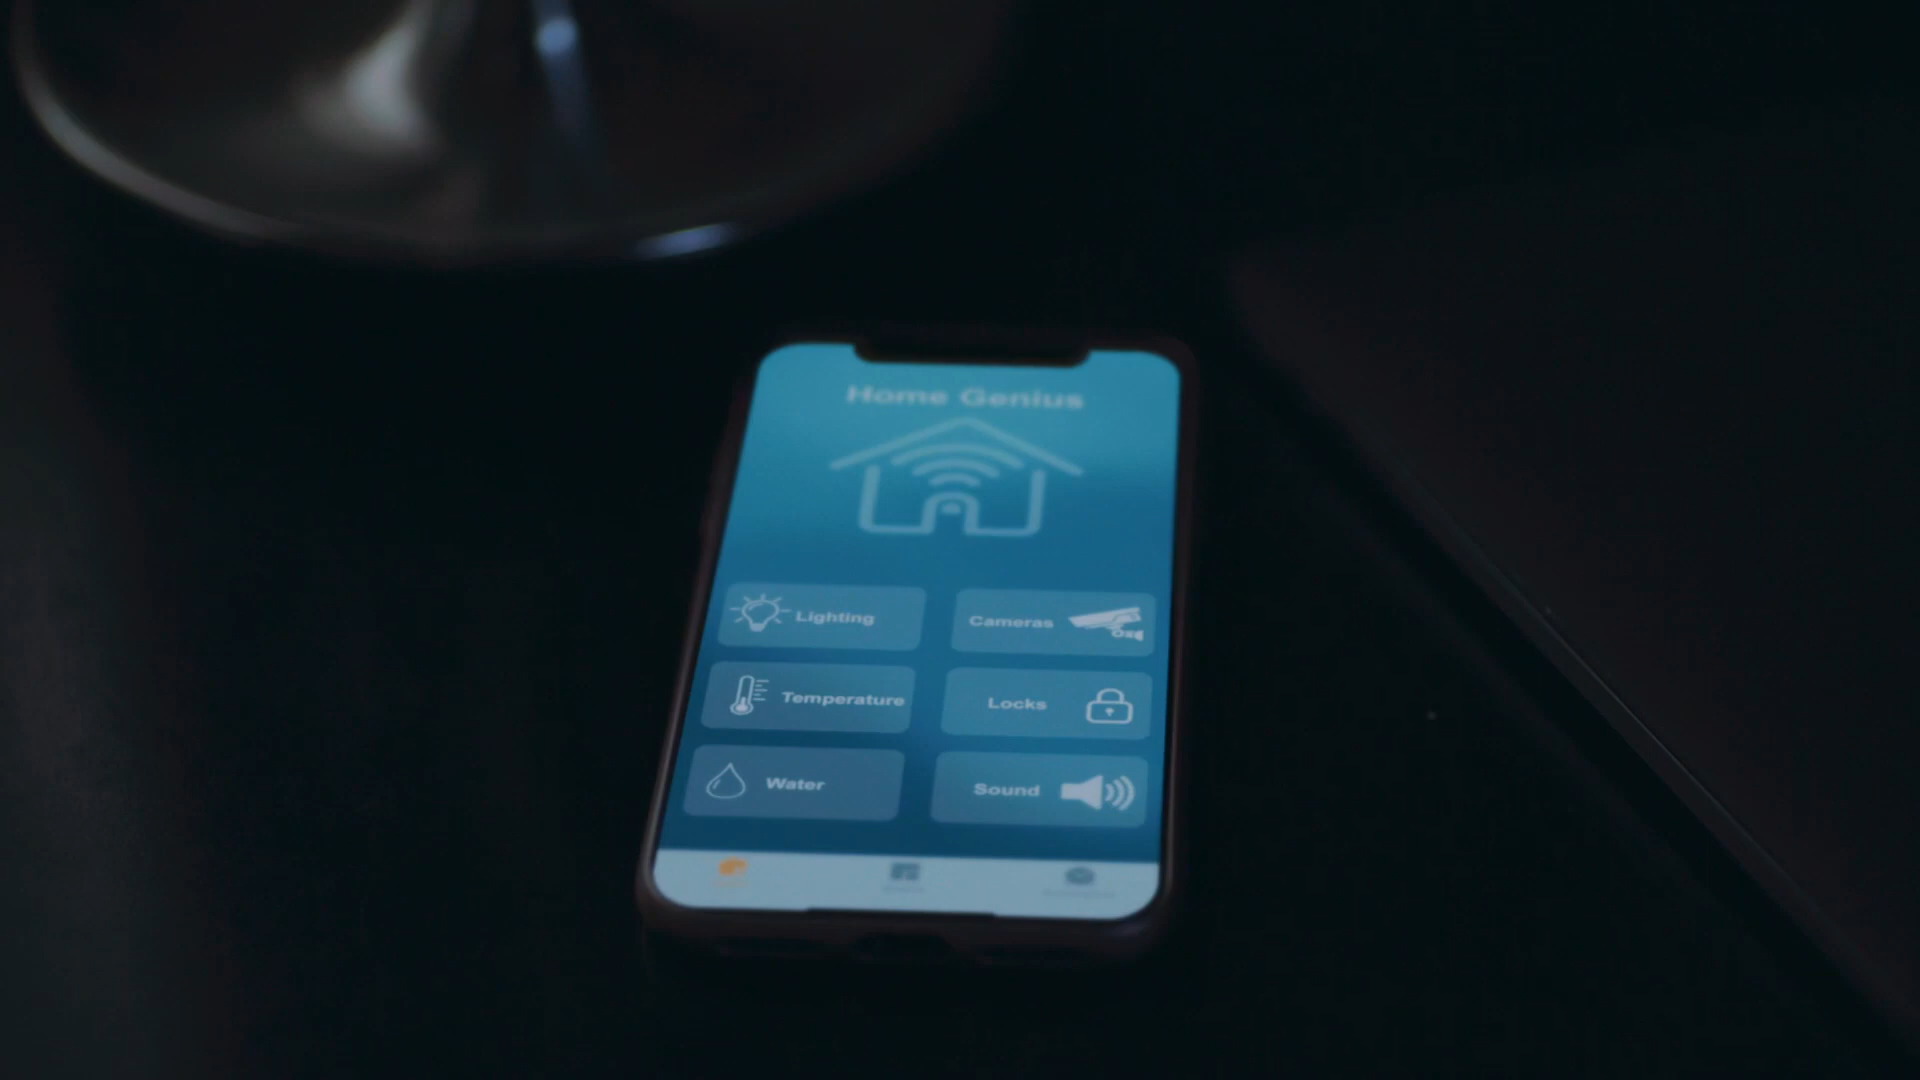 Home Genius
Lighting
Cameras
Temperature
Locks
Water
Sound